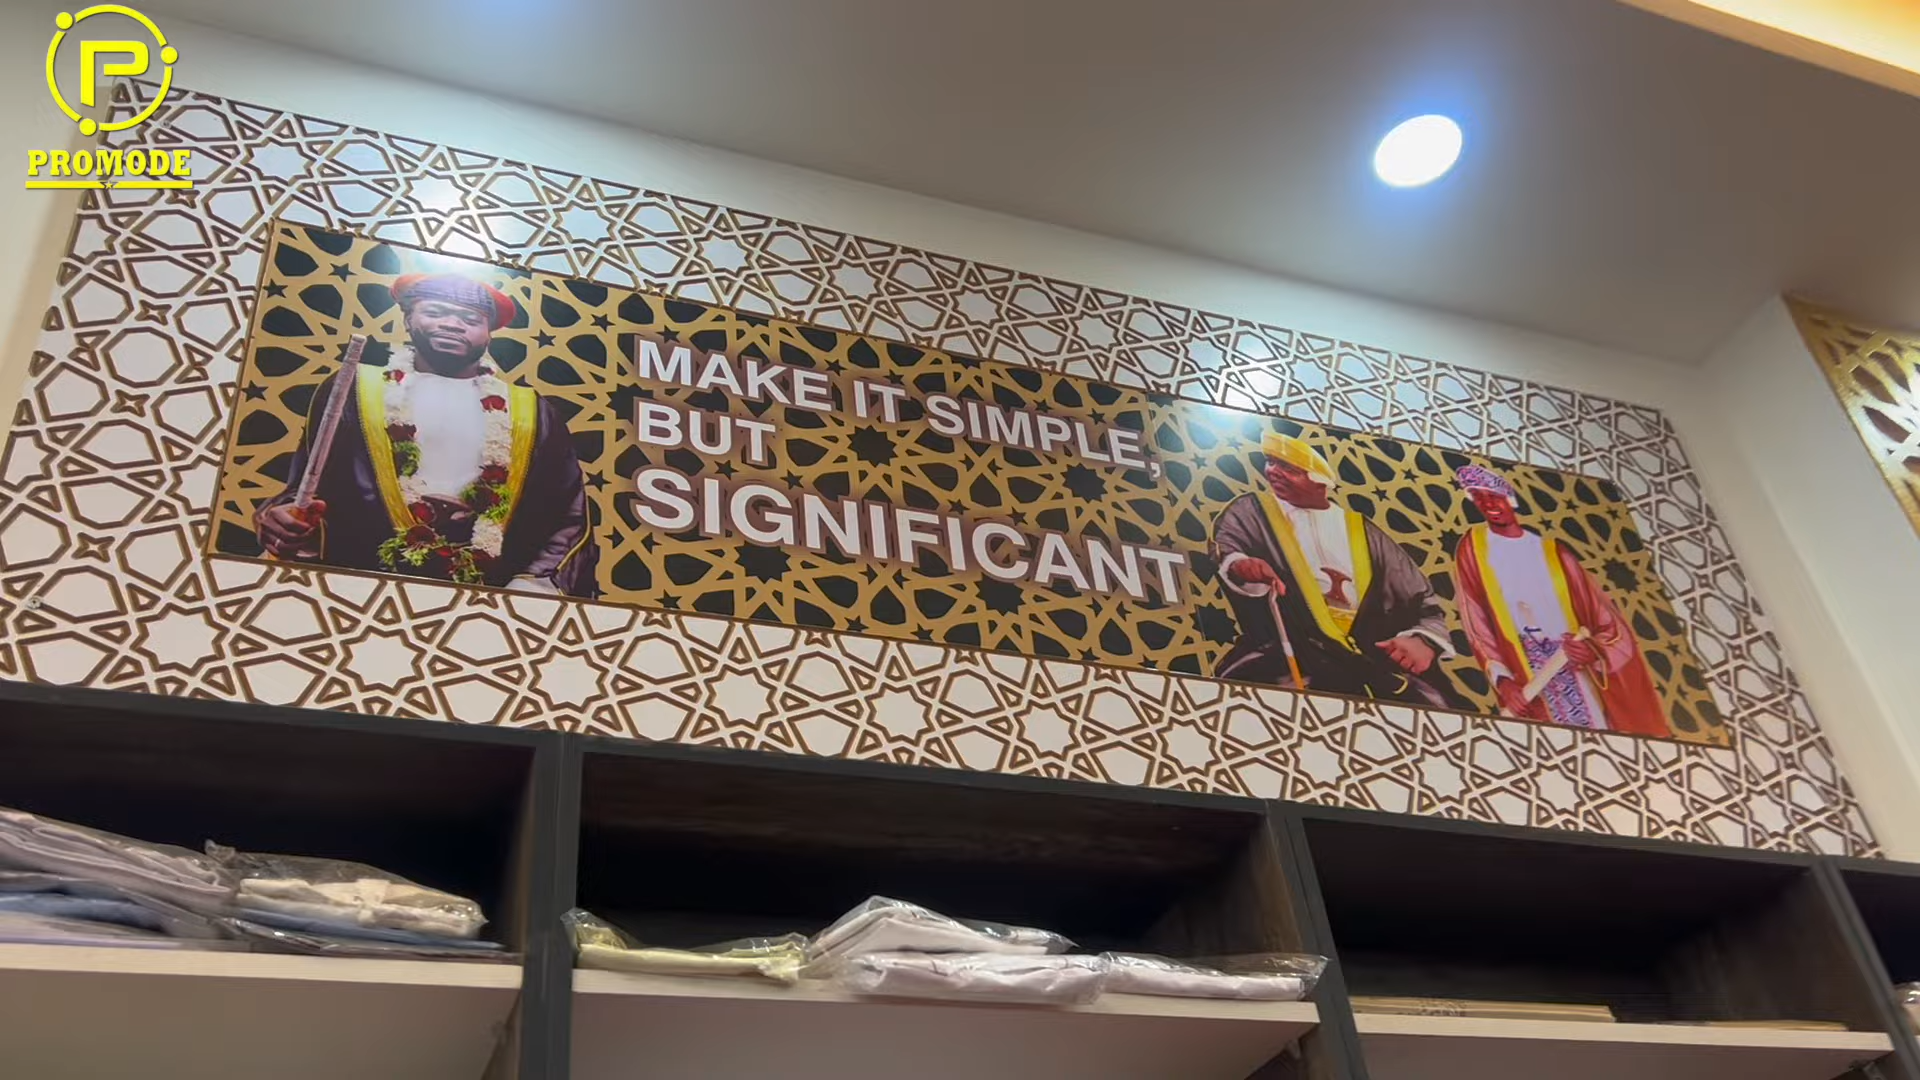 P
PROMODE
MAKE IT SIMPLE,
BUT
SIGNIFICANT